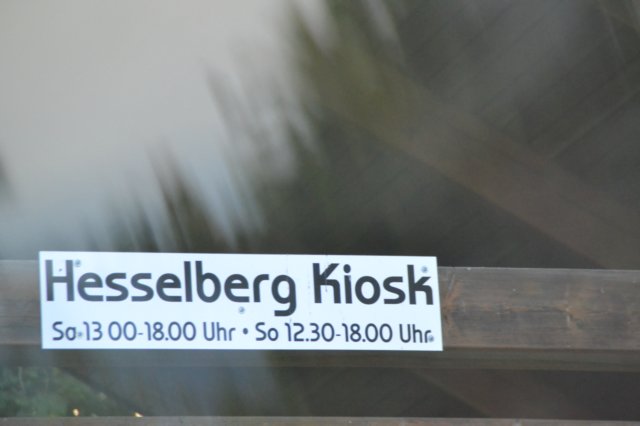 Hesselberg Kiosk
Sa.13 00-18.00 Uhr • So 12.30-18.00 Uhr